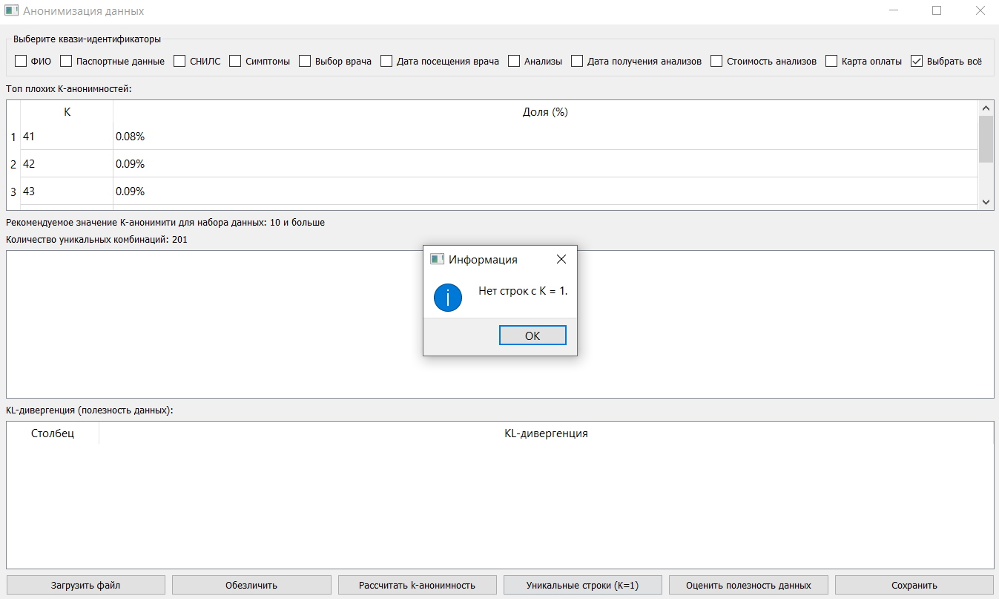 Анонимизация данных
Выберите квази-идентификаторы
ФИО Паспортные данные СНИЛС Симптомы Выбор врача Дата посещения врача Анализы Дата получения анализов Стоимость анализов Карта оплаты Выбрать всё
Топ плохих K-анонимностей:
K Доля (%)
1 41 0.08%
2 42 0.09%
3 43 0.09%
Рекомендуемое значение K-анонимити для набора данных: 10 и больше
Количество уникальных комбинаций: 201
Информация
Нет строк с K = 1.
OK
KL-дивергенция (полезность данных):
Столбец KL-дивергенция
Загрузить файл Обезличить Рассчитать k-анонимность Уникальные строки (K=1) Оценить полезность данных Сохранить